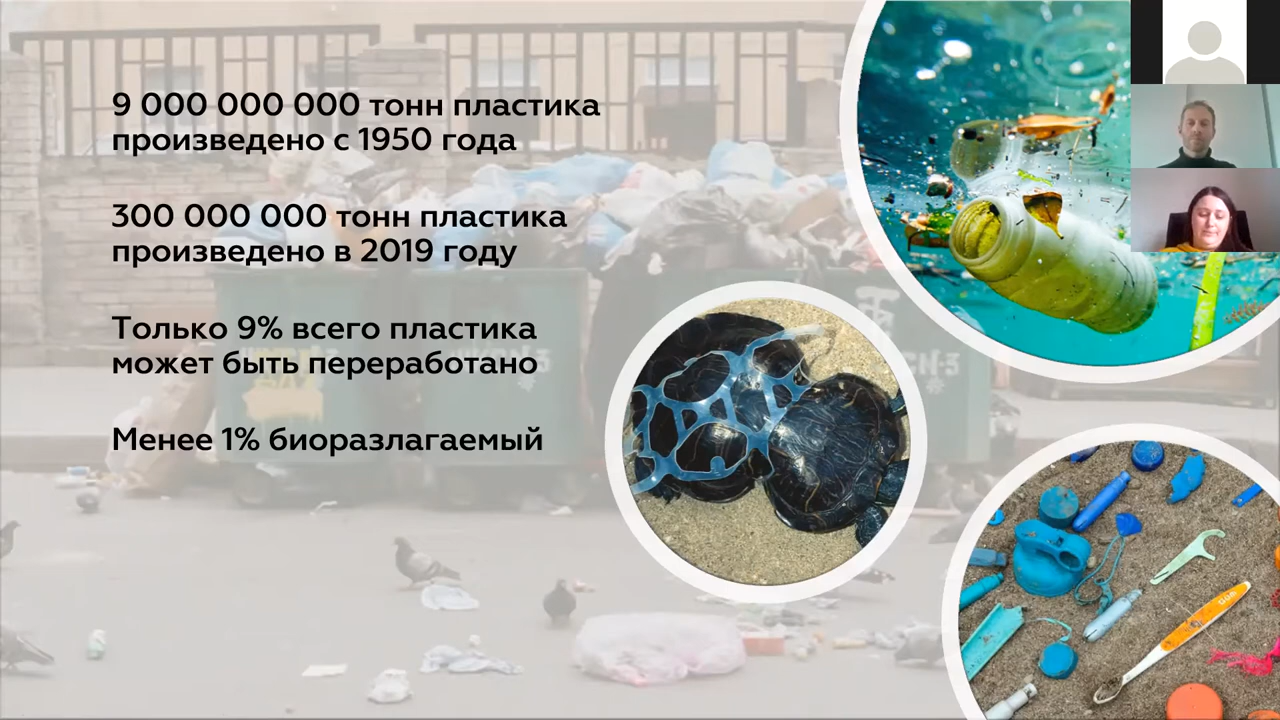 9 000 000 000 тонн пластика
произведено с 1950 года
300 000 000 тонн пластика
произведено в 2019 году
Только 9% всего пластика
может быть переработано
Менее 1% биоразлагаемый